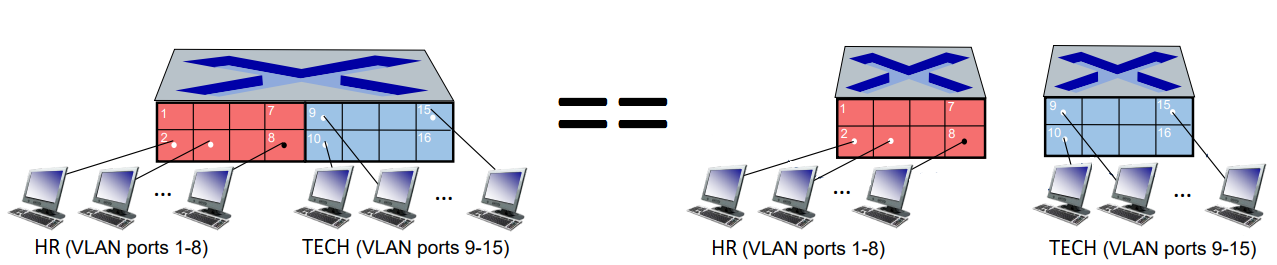 1 7 9 15
2 8 10 16
...
...
HR (VLAN ports 1-8)
TECH (VLAN ports 9-15)
==
1 7
2 8
...
HR (VLAN ports 1-8)
9 15
10 16
...
TECH (VLAN ports 9-15)